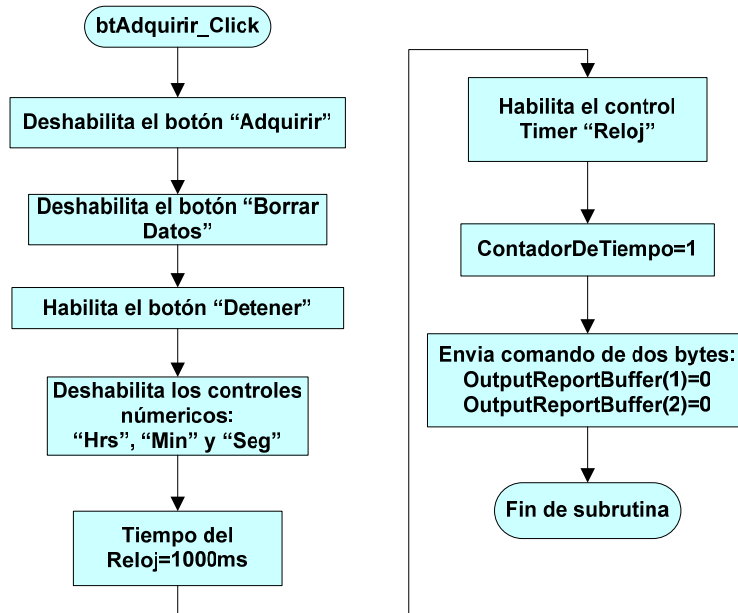 btAdquirir_Click
Deshabilita el botón “Adquirir”
Deshabilita el botón “Borrar
Datos”
Habilita el botón “Detener”
Deshabilita los controles
númericos:
“Hrs”, “Min” y “Seg”
Tiempo del
Reloj=1000ms
Habilita el control
Timer “Reloj”
ContadorDeTiempo=1
Envia comando de dos bytes:
OutputReportBuffer(1)=0
OutputReportBuffer(2)=0
Fin de subrutina